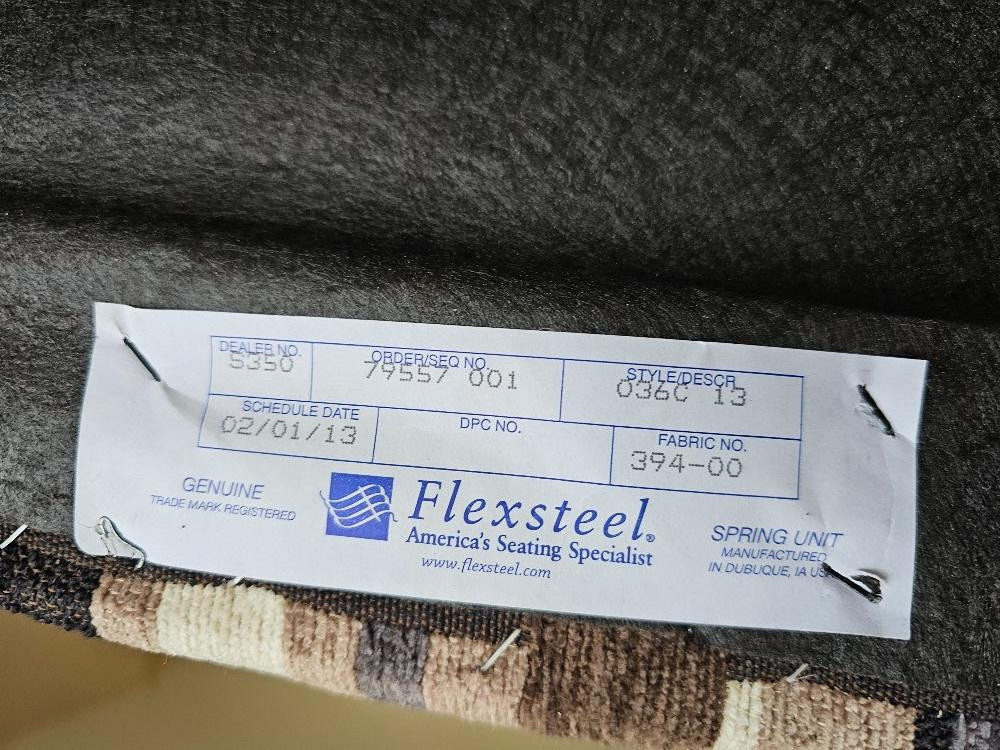 DEALER NO. ORDER/SEQ NO. STYLE/DESCR
5350 79557 001 036C 13
SCHEDULE DATE DPC NO. FABRIC NO.
02/01/13 394-00
GENUINE
TRADE MARK REGISTERED
Flexsteel®
America's Seating Specialist
www.flexsteel.com
SPRING UNIT
MANUFACTURED
IN DUBUQUE, IA USA